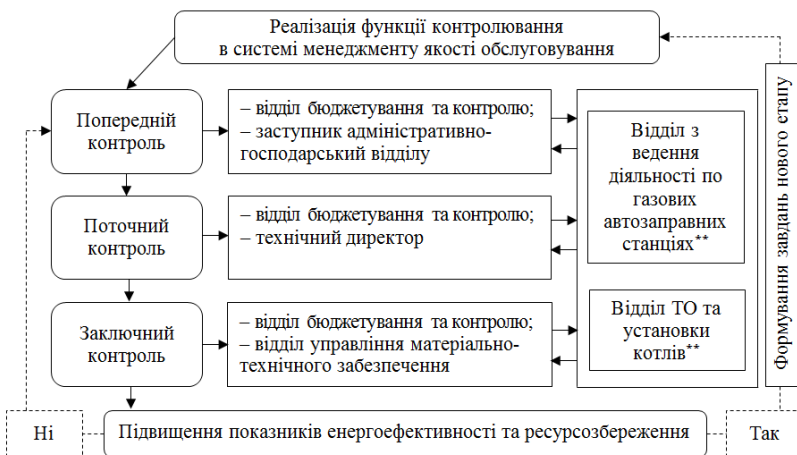 Реалізація функції контролювання
в системі менеджменту якості обслуговування
Попередній
контроль
– відділ бюджетування та контролю;
– заступник адміністративно-
господарський відділу
Відділ з
ведення
діяльності по
газових
автозаправних
станціях**
Поточний
контроль
– відділ бюджетування та контролю;
– технічний директор
Заключний
контроль
– відділ бюджетування та контролю;
– відділ управління матеріально-
технічного забезпечення
Відділ ТО та
установки
котлів**
Формування завдань нового етапу
Ні
Підвищення показників енергоефективності та ресурсозбереження
Так